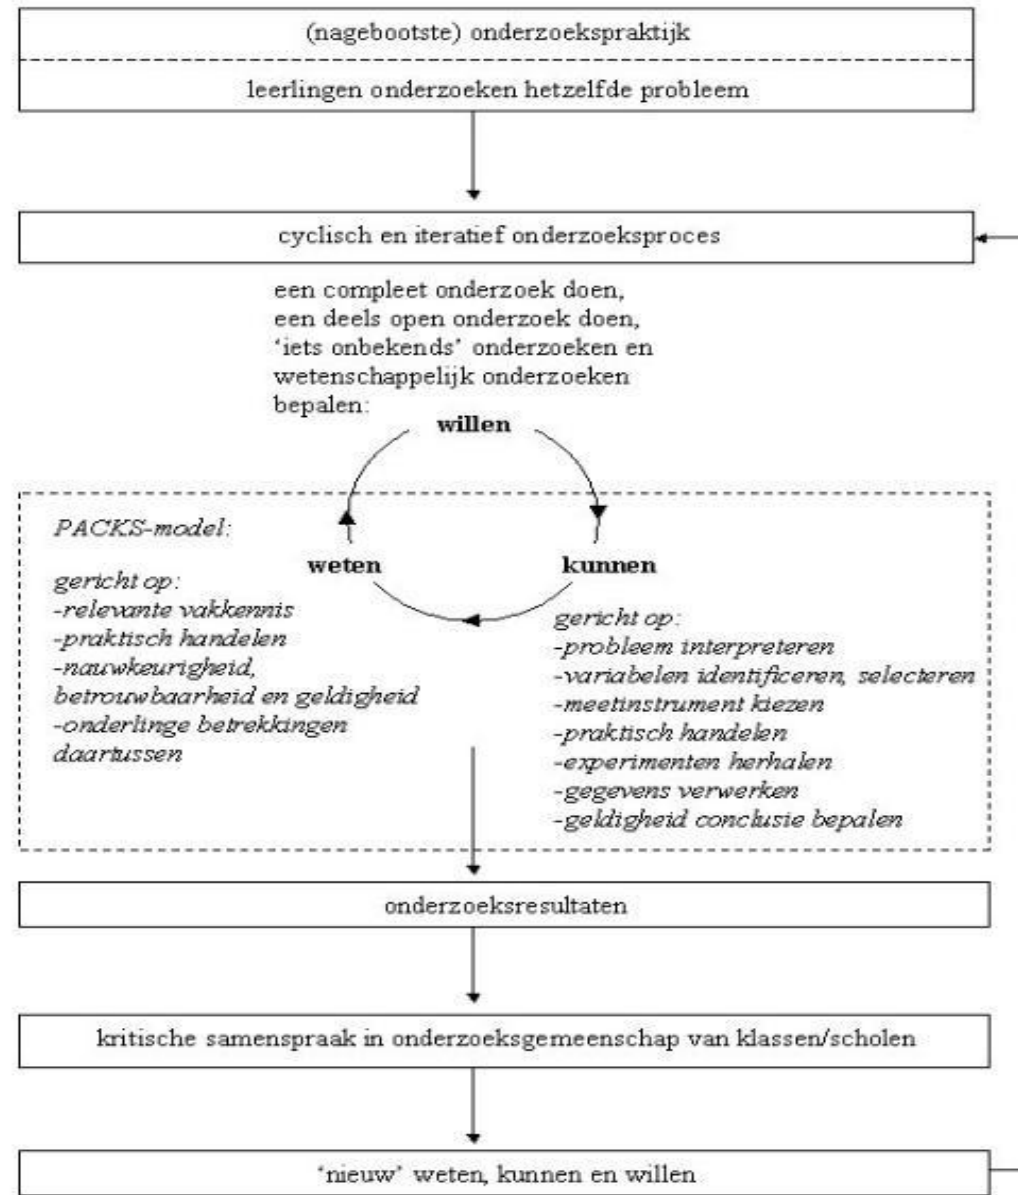 (nagebootste) onderzoekspraktijk
leerlingen onderzoeken hetzelfde probleem
cyclisch en iteratief onderzoeksproces
een compleet onderzoek doen,
een deels open onderzoek doen,
‘iets onbekends’ onderzoeken en
wetenschappelijk onderzoeken
bepalen:
willen
PACKS-model:
weten
gericht op:
-relevante vakkennis
-praktisch handelen
-nauwkeurigheid,
betrouwbaarheid en geldigheid
-onderlinge betrekkingen
daartussen
kunnen
gericht op:
-probleem interpreteren
-variabelen identificeren, selecteren
-meetinstrument kiezen
-praktisch handelen
-experimenten herhalen
-gegevens verwerken
-geldigheid conclusie bepalen
onderzoeksresultaten
kritische samenspraak in onderzoeksgemeenschap van klassen/scholen
‘nieuw’ weten, kunnen en willen